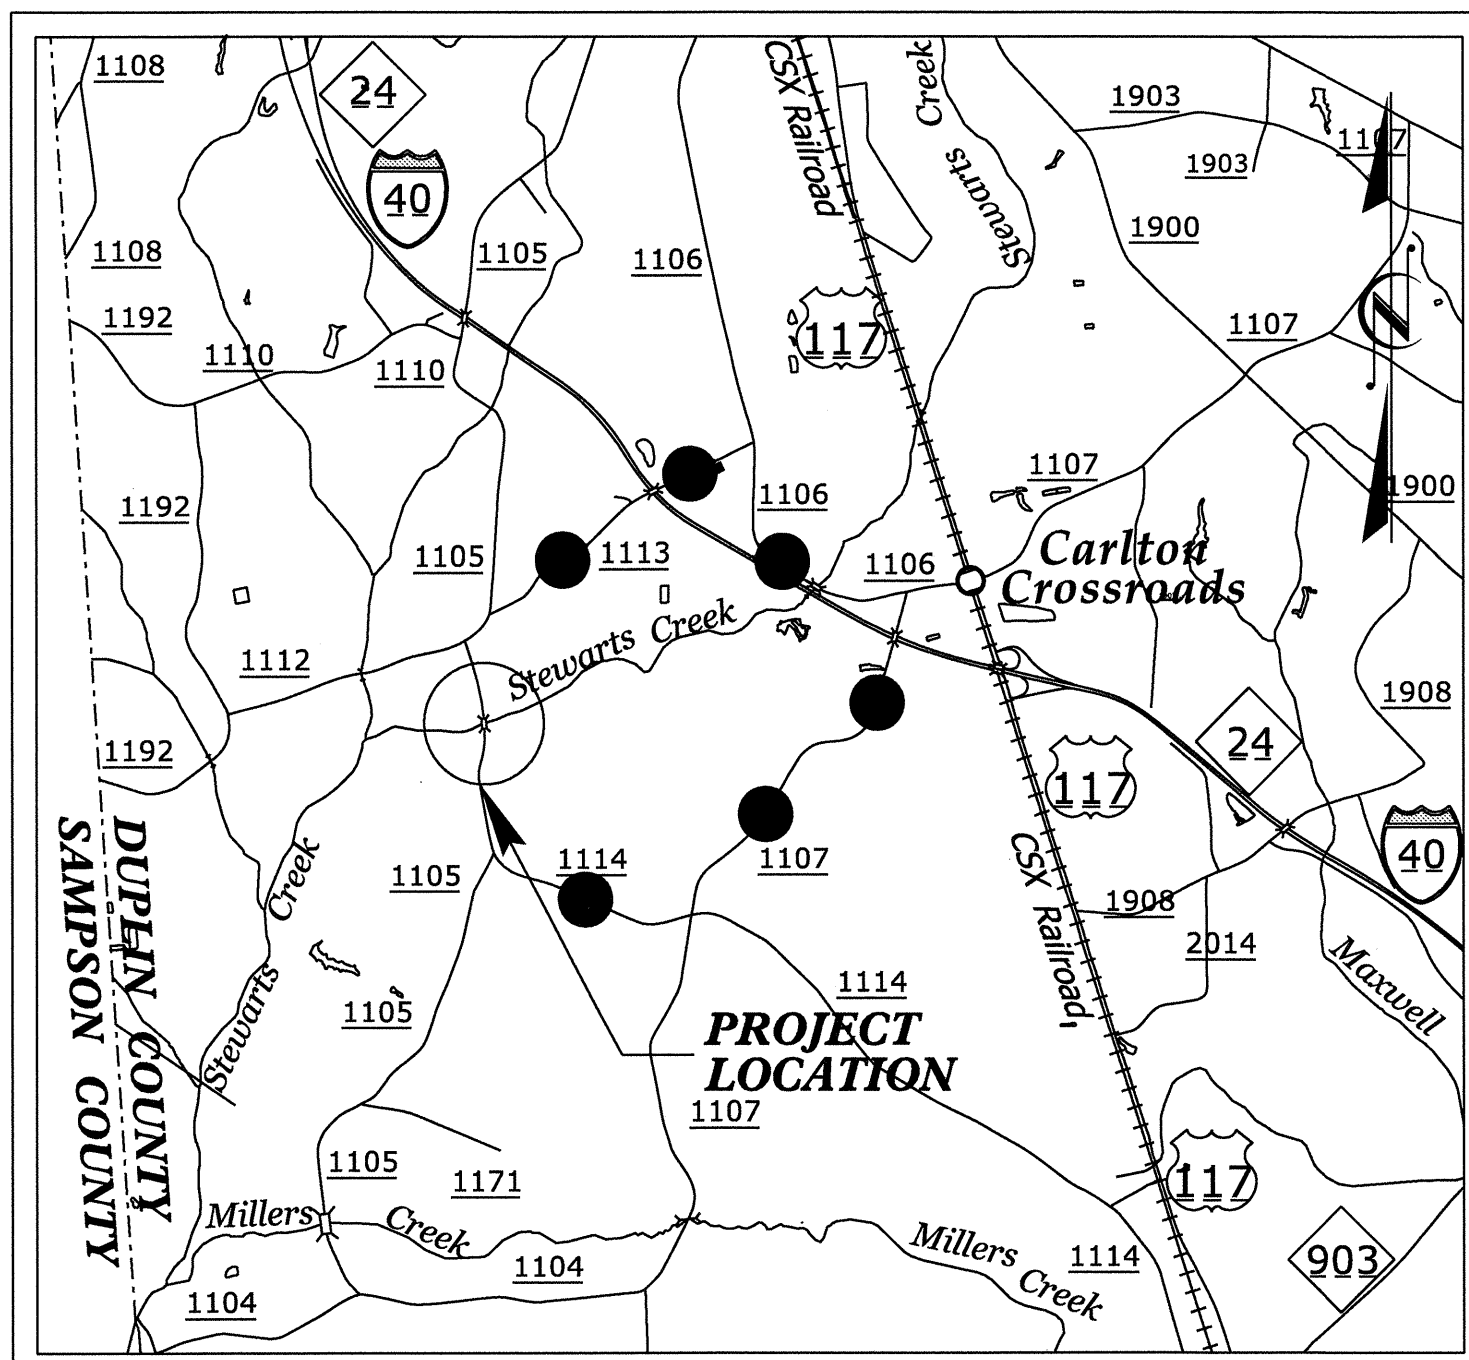 1108
24
CSX Railroad
Stewarts Creek
1903
1107
1903
40
1108
1105
1106
1900
1192
1110
1110
117
1107
N
1107
1900
1192
1106
1105
1113
1106
Carlton
Crossroads
Stewarts Creek
1112
1908
1192
24
117
1105
1114
1107
40
DUPLIN COUNTY
SAMPSON COUNTY
Stewarts Creek
CSX Railroad
1908
2014
Maxwell
1105
1114
PROJECT
LOCATION
1107
1105
1171
117
Millers Creek
Millers Creek
1104
1114
903
1104